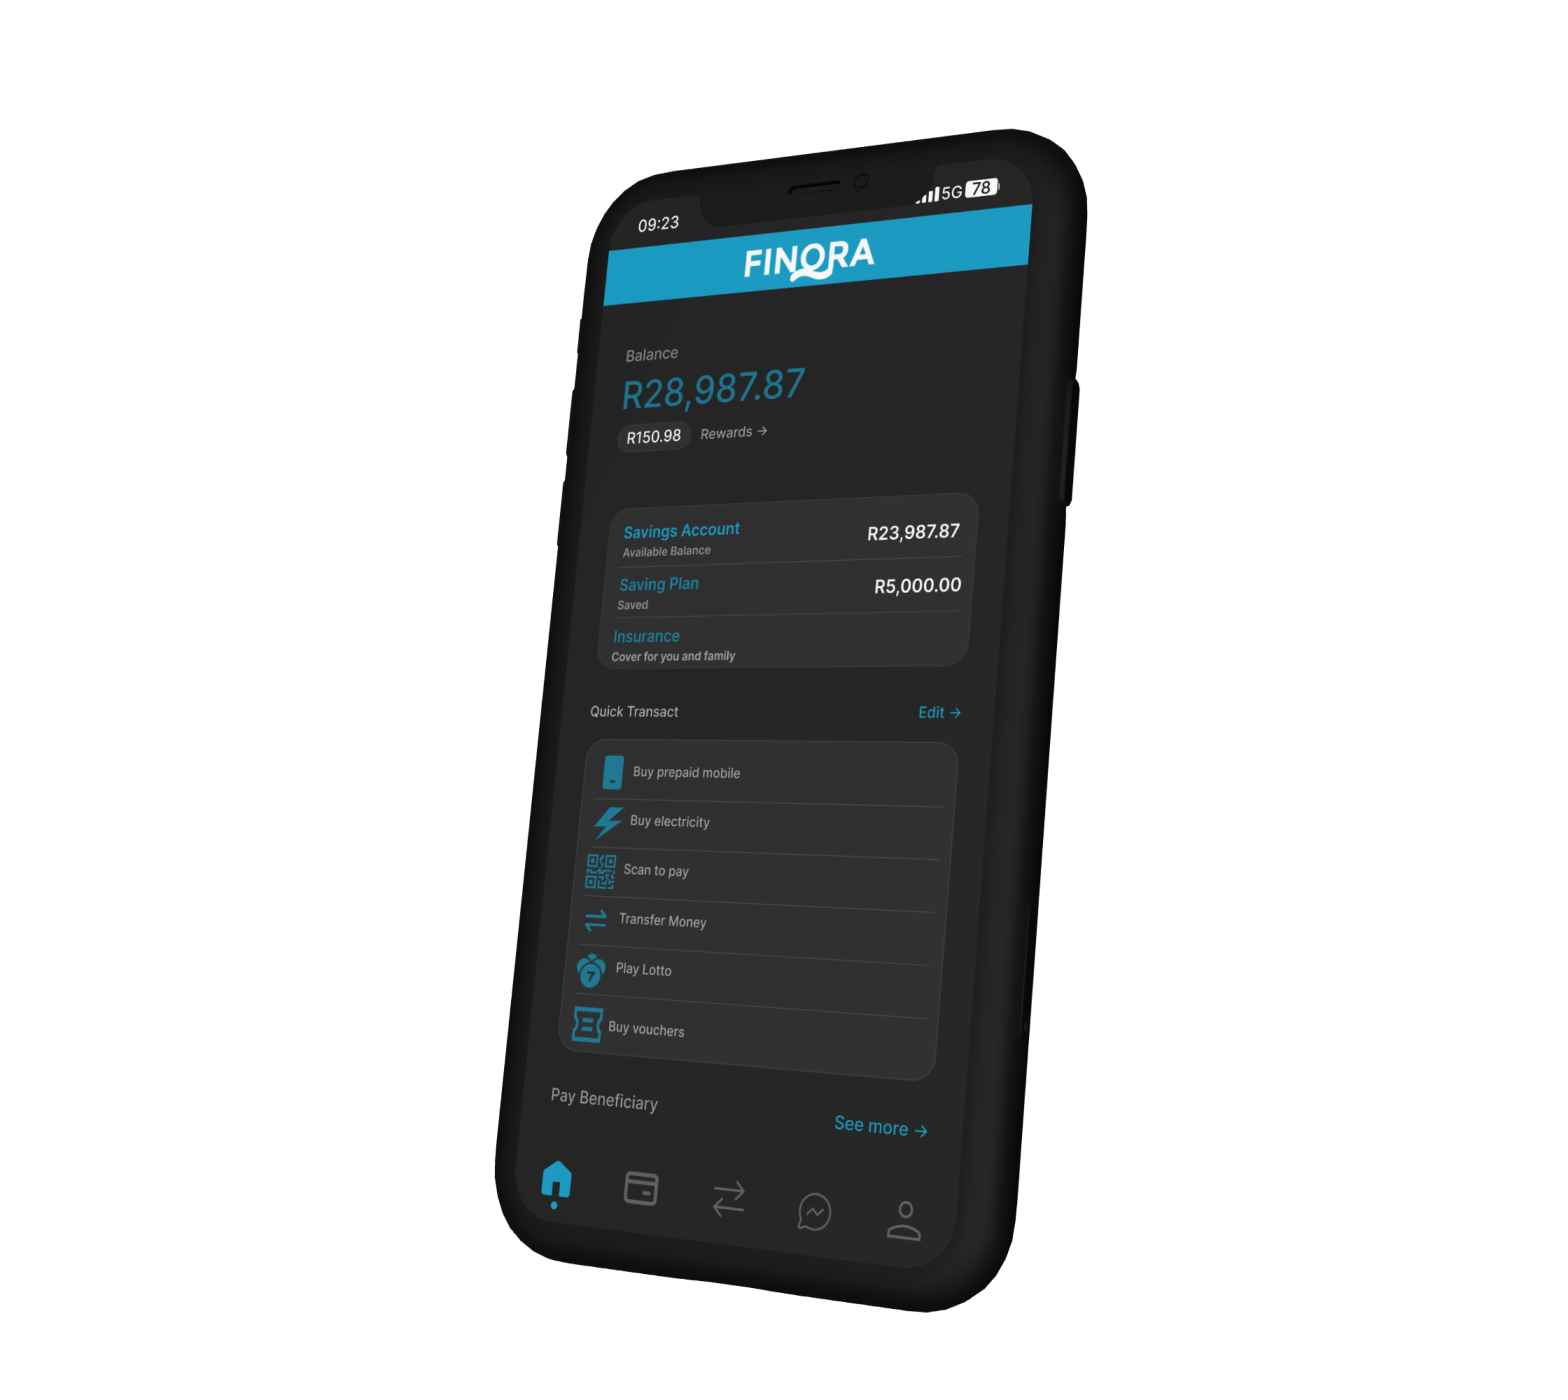 09:23
5G 78
FINORA
Balance
R28,987.87
R150.98 Rewards →
Savings Account R23,987.87
Available Balance
Saving Plan R5,000.00
Saved
Insurance
Cover for you and family
Quick Transact Edit →
Buy prepaid mobile
Buy electricity
Scan to pay
Transfer Money
7 Play Lotto
Buy vouchers
Pay Beneficiary See more →